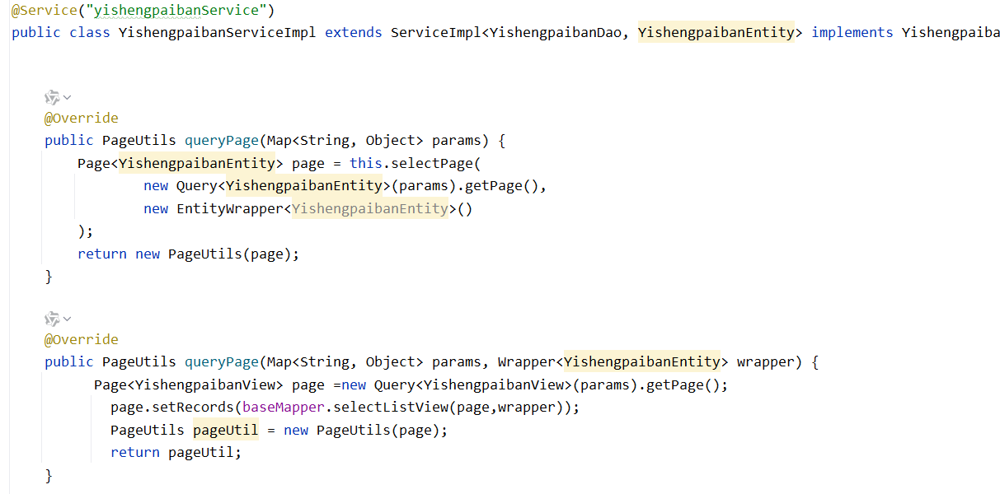 @Service("yishengpaibanService")
public class YishengpaibanServiceImpl extends ServiceImpl<YishengpaibanDao, YishengpaibanEntity> implements Yishengpaiba
@Override
public PageUtils queryPage(Map<String, Object> params) {
Page<YishengpaibanEntity> page = this.selectPage(
new Query<YishengpaibanEntity>(params).getPage(),
new EntityWrapper<YishengpaibanEntity>()
);
return new PageUtils(page);
}
@Override
public PageUtils queryPage(Map<String, Object> params, Wrapper<YishengpaibanEntity> wrapper) {
Page<YishengpaibanView> page =new Query<YishengpaibanView>(params).getPage();
page.setRecords(baseMapper.selectListView(page,wrapper));
PageUtils pageUtil = new PageUtils(page);
return pageUtil;
}